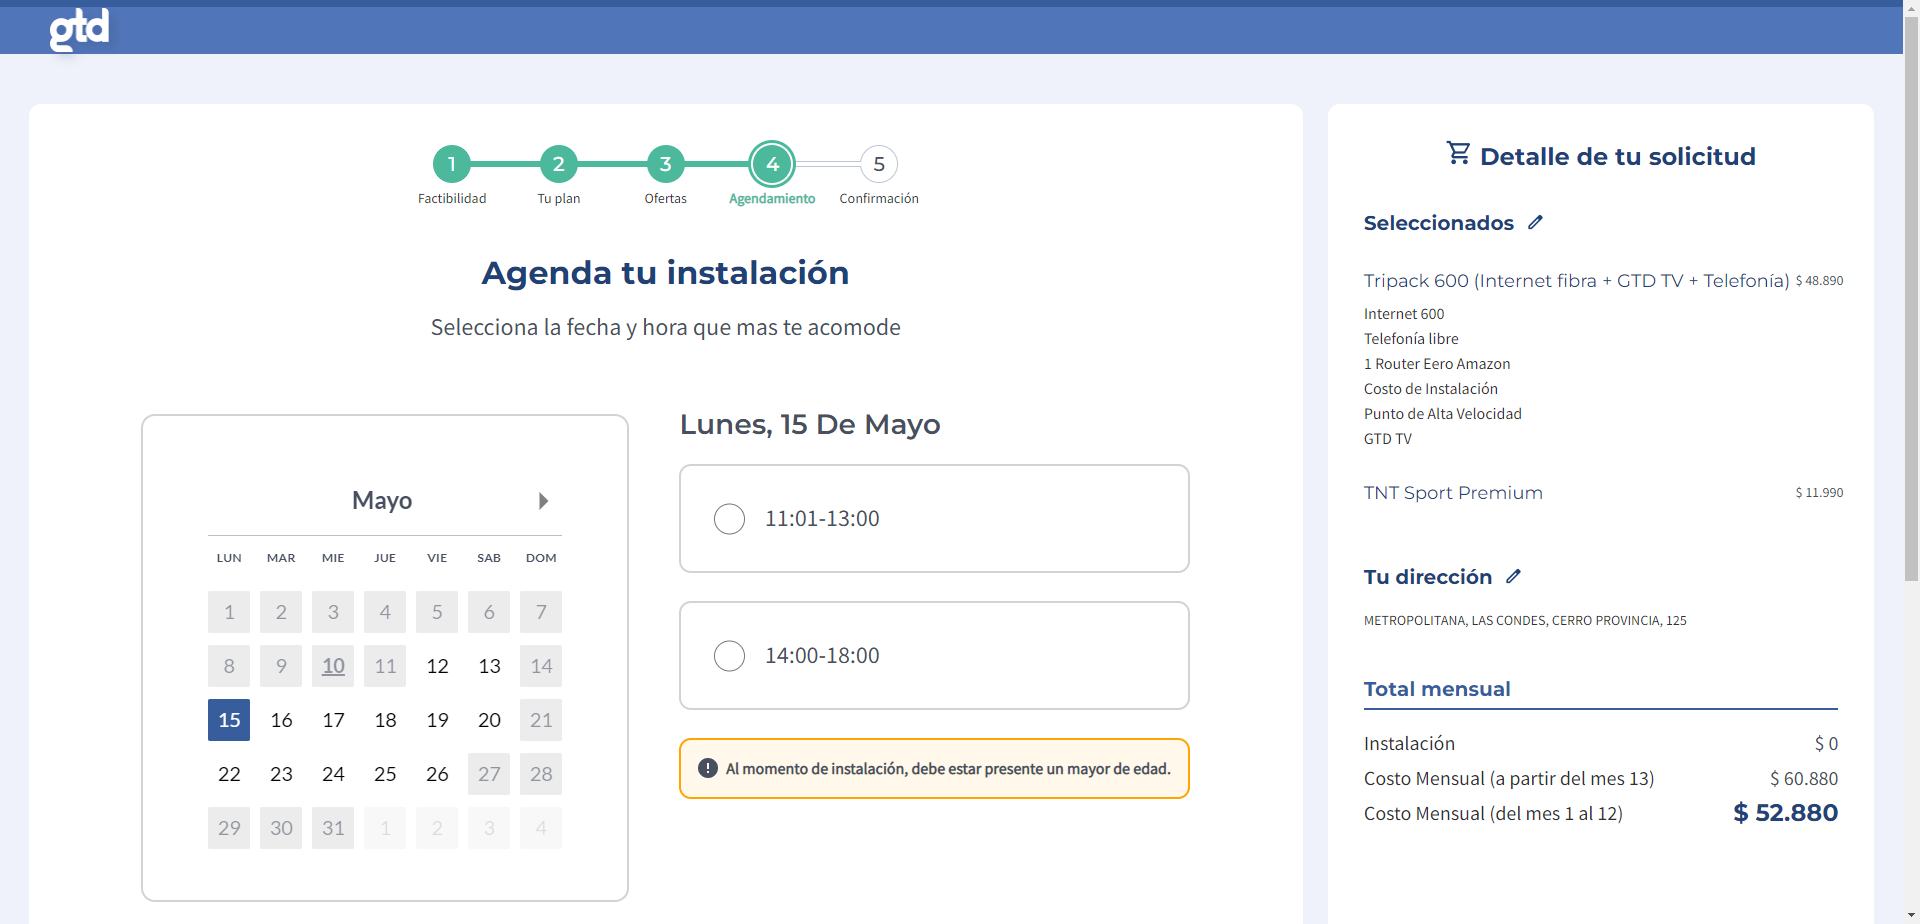 gtd
1 2 3 4 5
Factibilidad Tu plan Ofertas Agendamiento Confirmación
Agenda tu instalación
Selecciona la fecha y hora que mas te acomode
Mayo
LUN MAR MIE JUE VIE SAB DOM
1 2 3 4 5 6 7
8 9 10 11 12 13 14
15 16 17 18 19 20 21
22 23 24 25 26 27 28
29 30 31 1 2 3 4
Lunes, 15 De Mayo
11:01-13:00
14:00-18:00
Al momento de instalación, debe estar presente un mayor de edad.
Detalle de tu solicitud
Seleccionados
Tripack 600 (Internet fibra + GTD TV + Telefonía) $ 48.890
Internet 600
Telefonía libre
1 Router Eero Amazon
Costo de Instalación
Punto de Alta Velocidad
GTD TV
TNT Sport Premium $ 11.990
Tu dirección
METROPOLITANA, LAS CONDES, CERRO PROVINCIA, 125
Total mensual
Instalación $ 0
Costo Mensual (a partir del mes 13) $ 60.880
Costo Mensual (del mes 1 al 12) $ 52.880